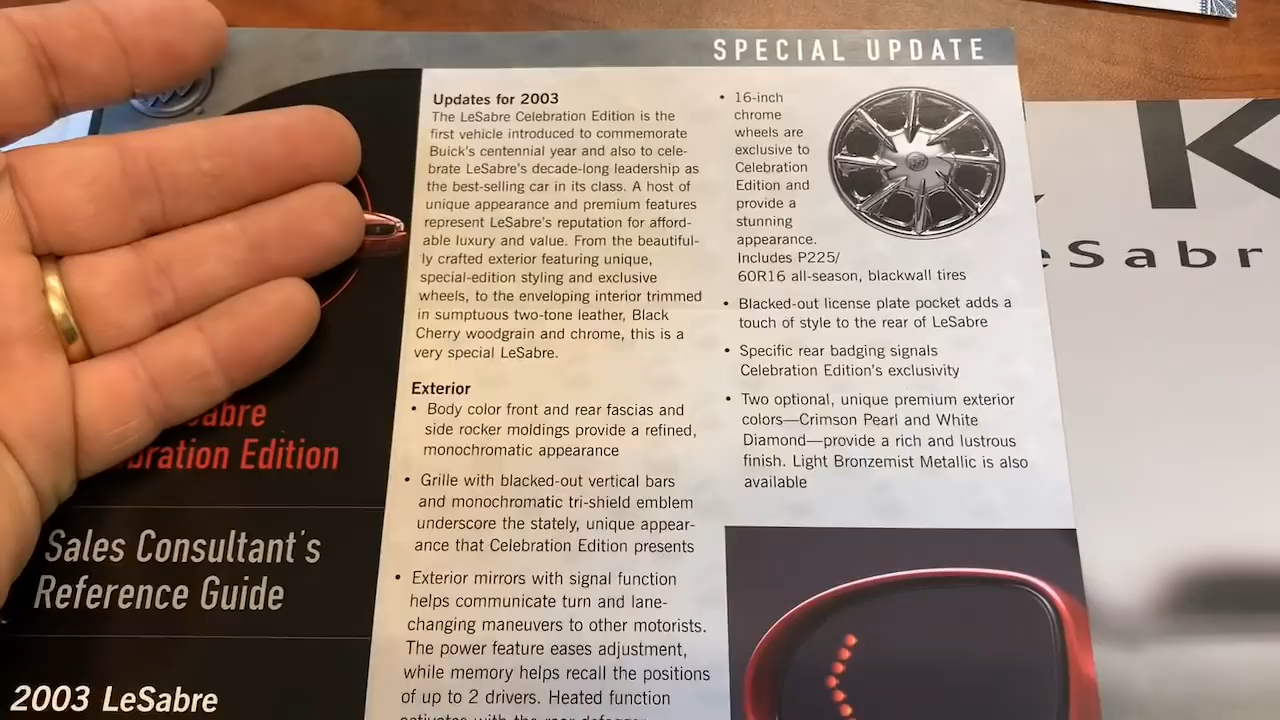 SPECIAL UPDATE
Updates for 2003
The LeSabre Celebration Edition is the
first vehicle introduced to commemorate
Buick's centennial year and also to cele-
brate LeSabre's decade-long leadership as
the best-selling car in its class. A host of
unique appearance and premium features
represent LeSabre's reputation for afford-
able luxury and value. From the beautiful-
ly crafted exterior featuring unique,
special-edition styling and exclusive
wheels, to the enveloping interior trimmed
in sumptuous two-tone leather, Black
Cherry woodgrain and chrome, this is a
very special LeSabre.
Exterior
• Body color front and rear fascias and
side rocker moldings provide a refined,
monochromatic appearance
• Grille with blacked-out vertical bars
and monochromatic tri-shield emblem
underscore the stately, unique appear-
ance that Celebration Edition presents
• Exterior mirrors with signal function
helps communicate turn and lane-
changing maneuvers to other motorists.
The power feature eases adjustment,
while memory helps recall the positions
of up to 2 drivers. Heated function
activates with the rear defogger
• 16-inch
chrome
wheels are
exclusive to
Celebration
Edition and
provide a
stunning
appearance.
Includes P225/
60R16 all-season, blackwall tires
• Blacked-out license plate pocket adds a
touch of style to the rear of LeSabre
• Specific rear badging signals
Celebration Edition's exclusivity
• Two optional, unique premium exterior
colors—Crimson Pearl and White
Diamond—provide a rich and lustrous
finish. Light Bronzemist Metallic is also
available
Sabre
bration Edition
Sales Consultant's
Reference Guide
2003 LeSabre
K
eSabr